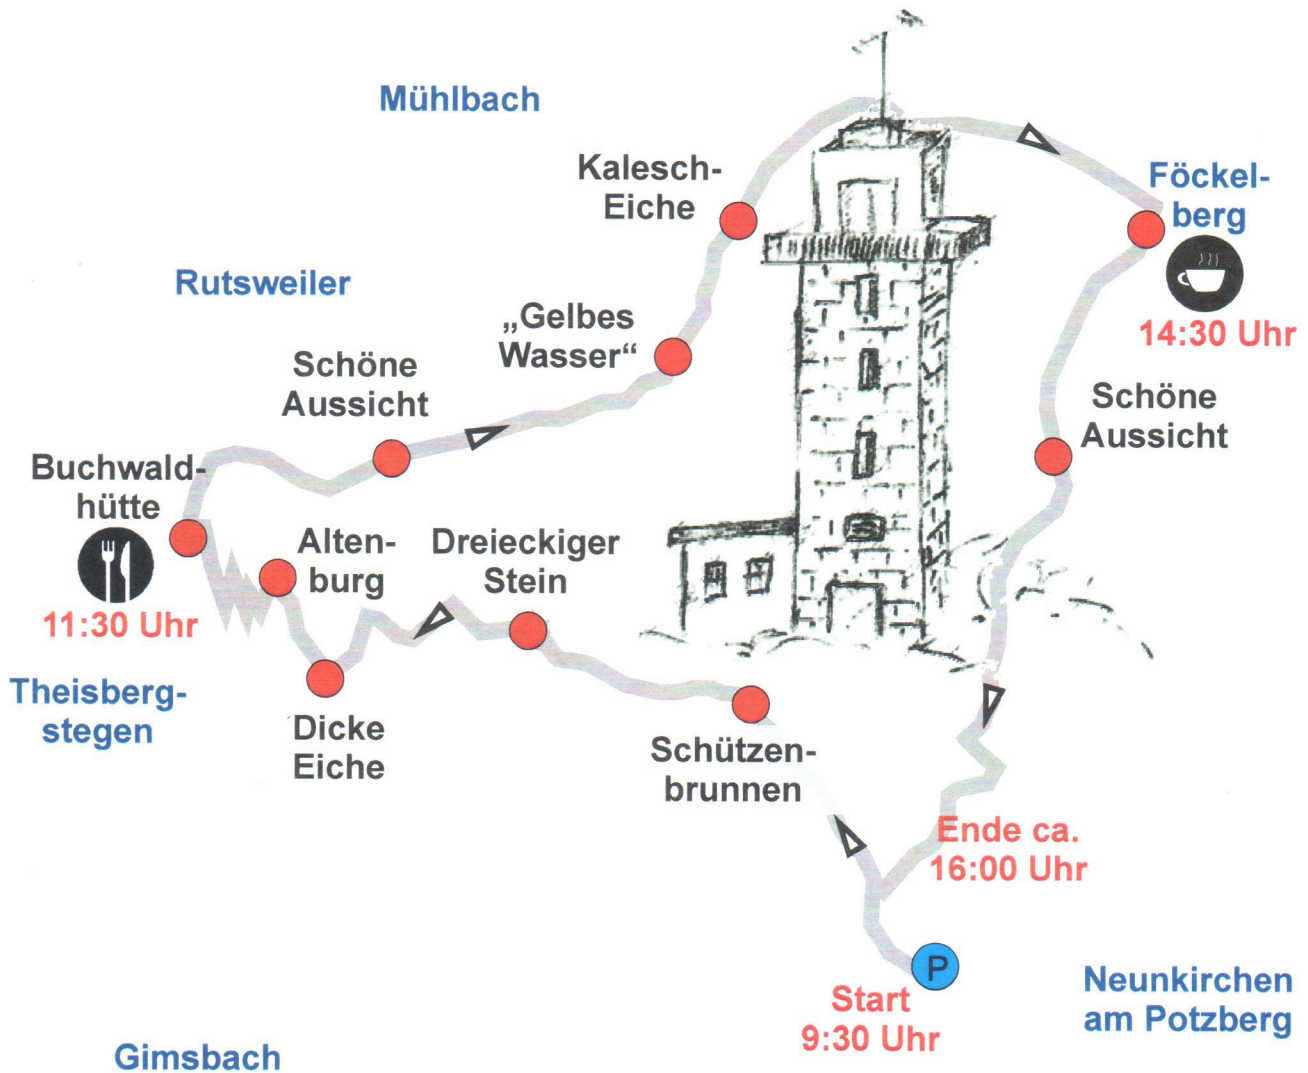 Mühlbach
Kalesch-
Eiche
Föckel-
berg
14:30 Uhr
Rutsweiler
„Gelbes
Wasser“
Schöne
Aussicht
Schöne
Aussicht
Buchwald-
hütte
11:30 Uhr
Alten-
burg
Dreieckiger
Stein
Theisberg-
stegen
Dicke
Eiche
Schützen-
brunnen
Ende ca.
16:00 Uhr
P
Start
9:30 Uhr
Neunkirchen
am Potzberg
Gimsbach